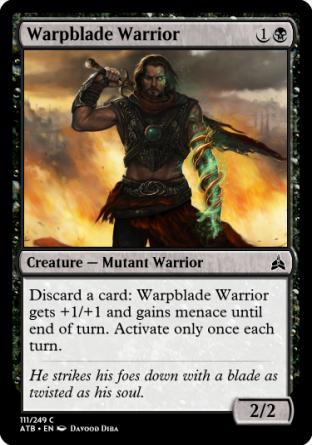 Warpblade Warrior 1
Creature — Mutant Warrior
Discard a card: Warpblade Warrior
gets +1/+1 and gains menace until
end of turn. Activate only once each
turn.
He strikes his foes down with a blade as
twisted as his soul.
2/2
111/249 C
ATB • EN Davood Diba